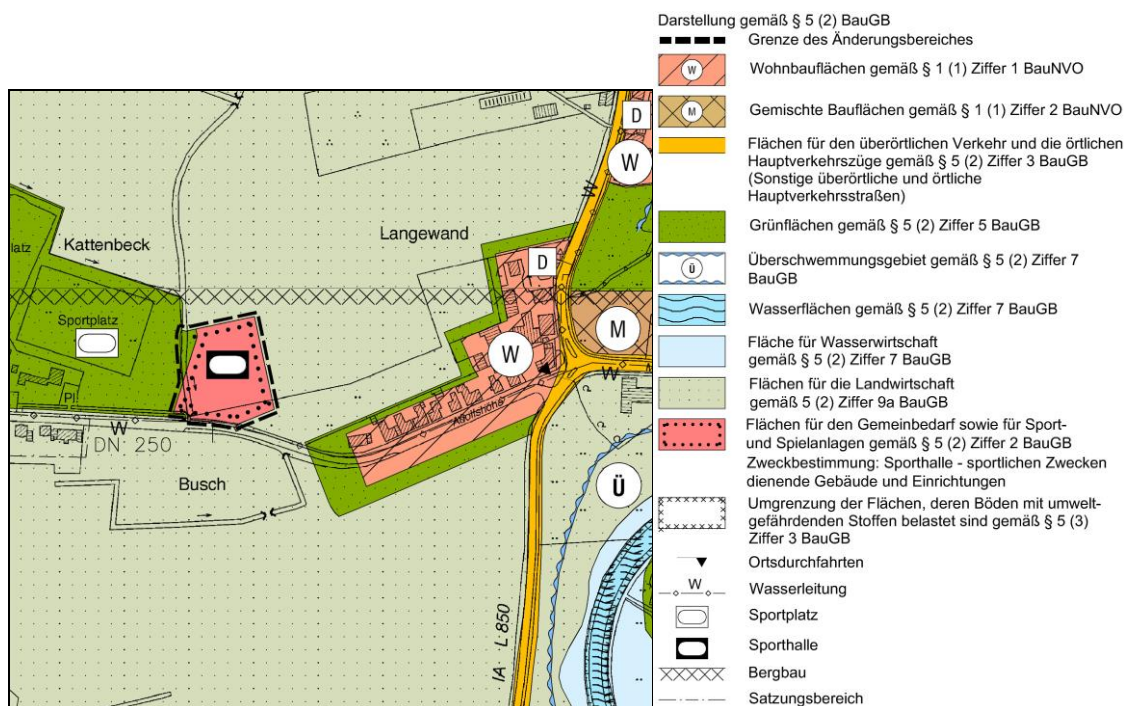 Darstellung gemäß § 5 (2) BauGB
Grenze des Änderungsbereiches
W
Wohnbauflächen gemäß § 1 (1) Ziffer 1 BauNVO
M
Gemischte Bauflächen gemäß § 1 (1) Ziffer 2 BauNVO
Flächen für den überörtlichen Verkehr und die örtlichen
Hauptverkehrszüge gemäß § 5 (2) Ziffer 3 BauGB
(Sonstige überörtliche und örtliche
Hauptverkehrsstraßen)
Grünflächen gemäß § 5 (2) Ziffer 5 BauGB
Ü
Überschwemmungsgebiet gemäß § 5 (2) Ziffer 7
BauGB
Wasserflächen gemäß § 5 (2) Ziffer 7 BauGB
Fläche für Wasserwirtschaft
gemäß § 5 (2) Ziffer 7 BauGB
Flächen für die Landwirtschaft
gemäß 5 (2) Ziffer 9a BauGB
Flächen für den Gemeinbedarf sowie für Sport-
und Spielanlagen gemäß § 5 (2) Ziffer 2 BauGB
Zweckbestimmung: Sporthalle - sportlichen Zwecken
dienende Gebäude und Einrichtungen
Umgrenzung der Flächen, deren Böden mit umwelt-
gefährdenden Stoffen belastet sind gemäß § 5 (3)
Ziffer 3 BauGB
Ortsdurchfahrten
W
Wasserleitung
Sportplatz
Sporthalle
Bergbau
Satzungsbereich
D
W
W
Kattenbeck
Langewand
latz
D
Sportplatz
M
W
W
Pl.
W
DN 250
Busch
Ü
IA L 850